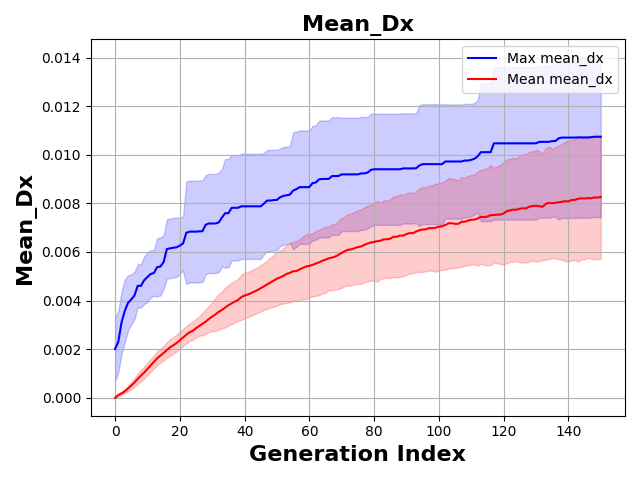 Mean_Dx
Max mean_dx
Mean mean_dx
Mean_Dx
0.014
0.012
0.010
0.008
0.006
0.004
0.002
0.000
0 20 40 60 80 100 120 140
Generation Index